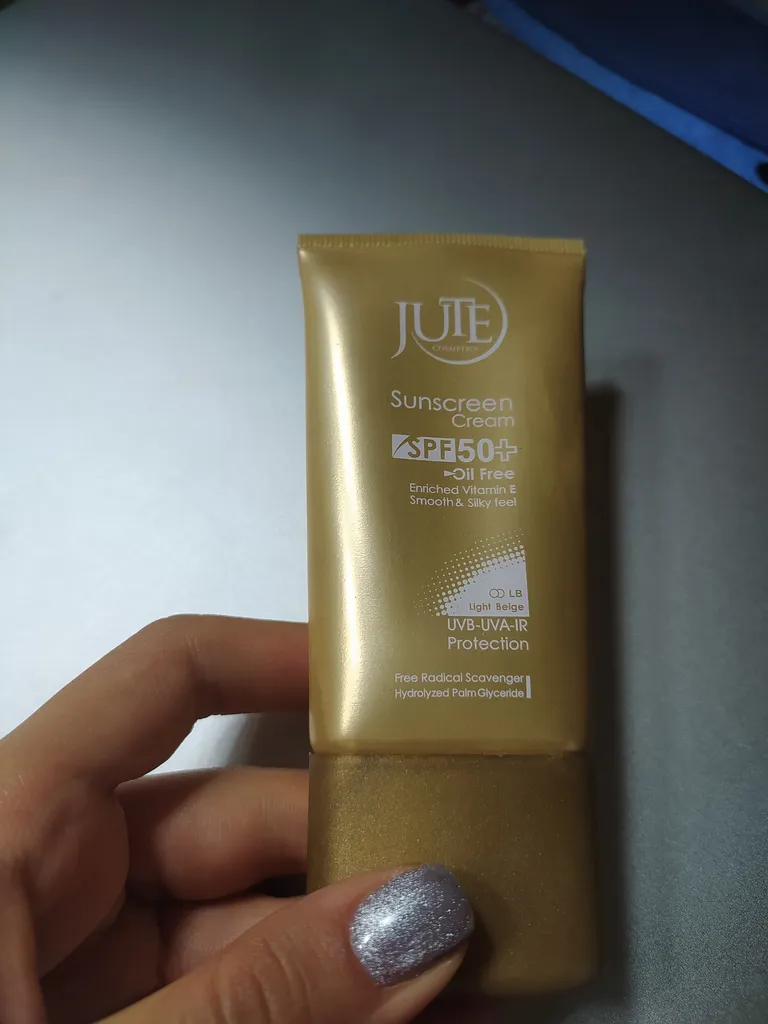 JUTE
COSMETICS
Sunscreen
Cream
SPF50+
Oil Free
Enriched Vitamin E
Smooth & Silky feel
LB
Light Beige
UVB-UVA-IR
Protection
Free Radical Scavenger
Hydrolyzed Palm Glyceride